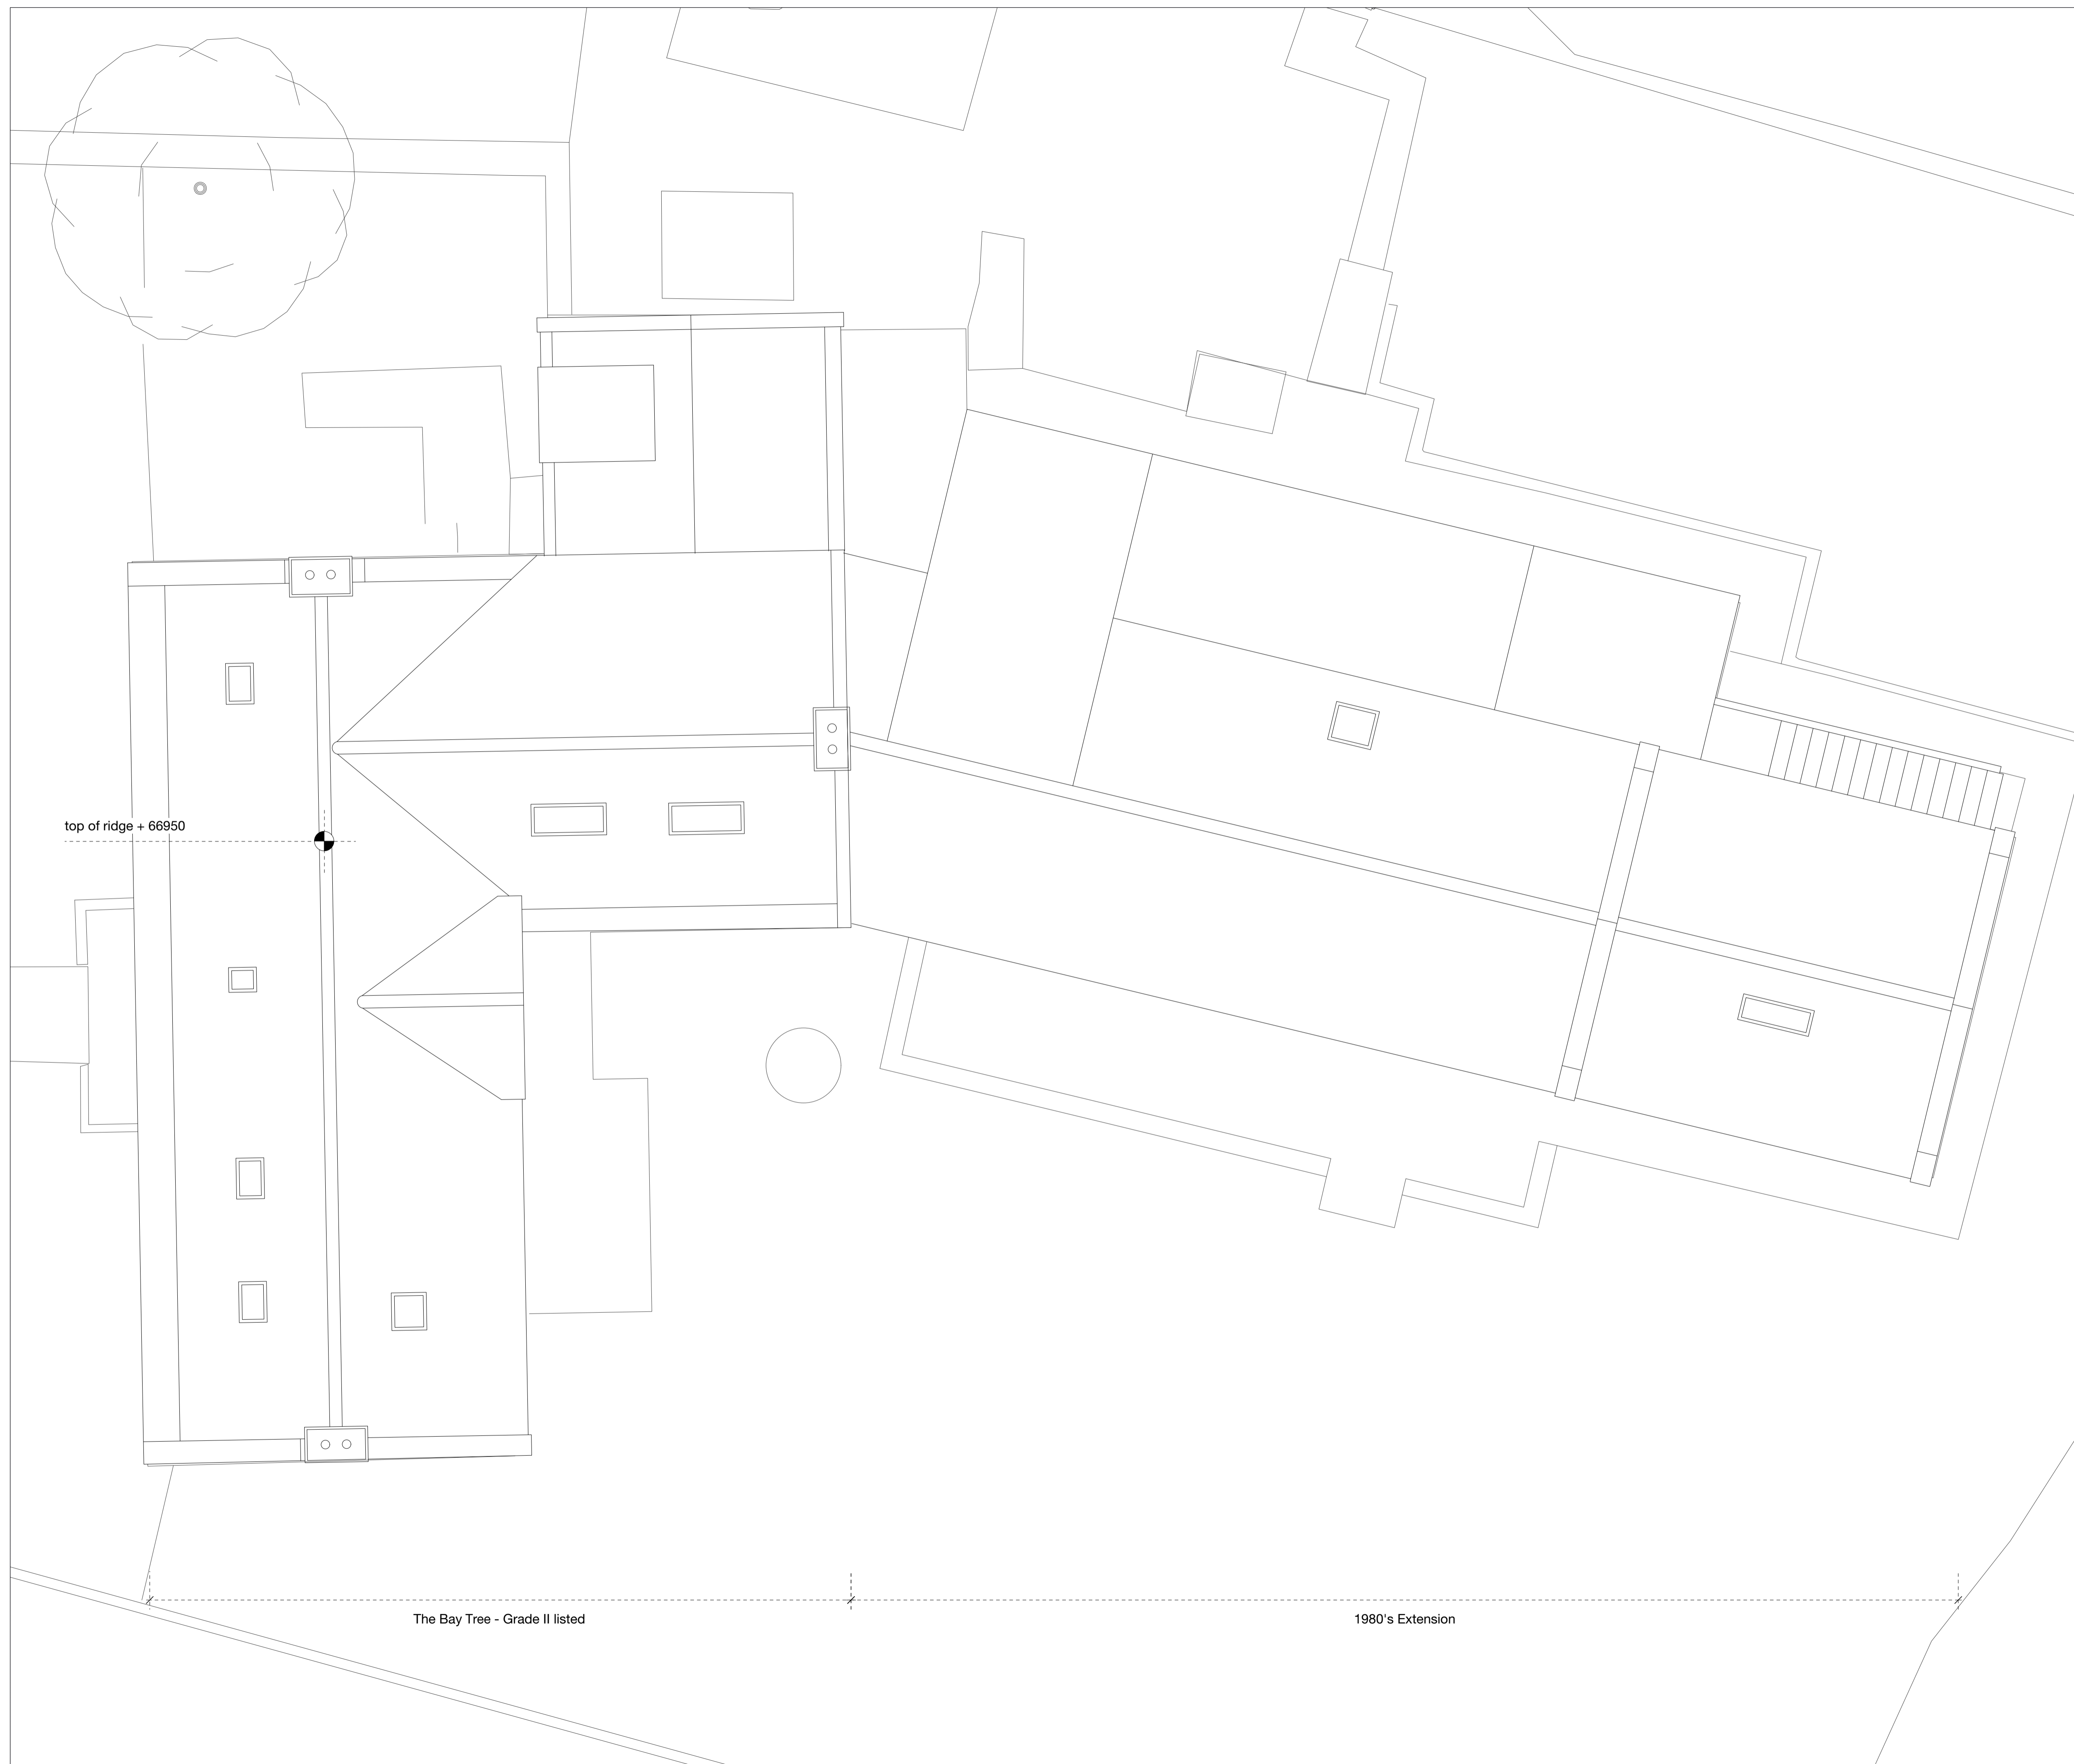 top of ridge + 66950
The Bay Tree - Grade II listed
1980's Extension